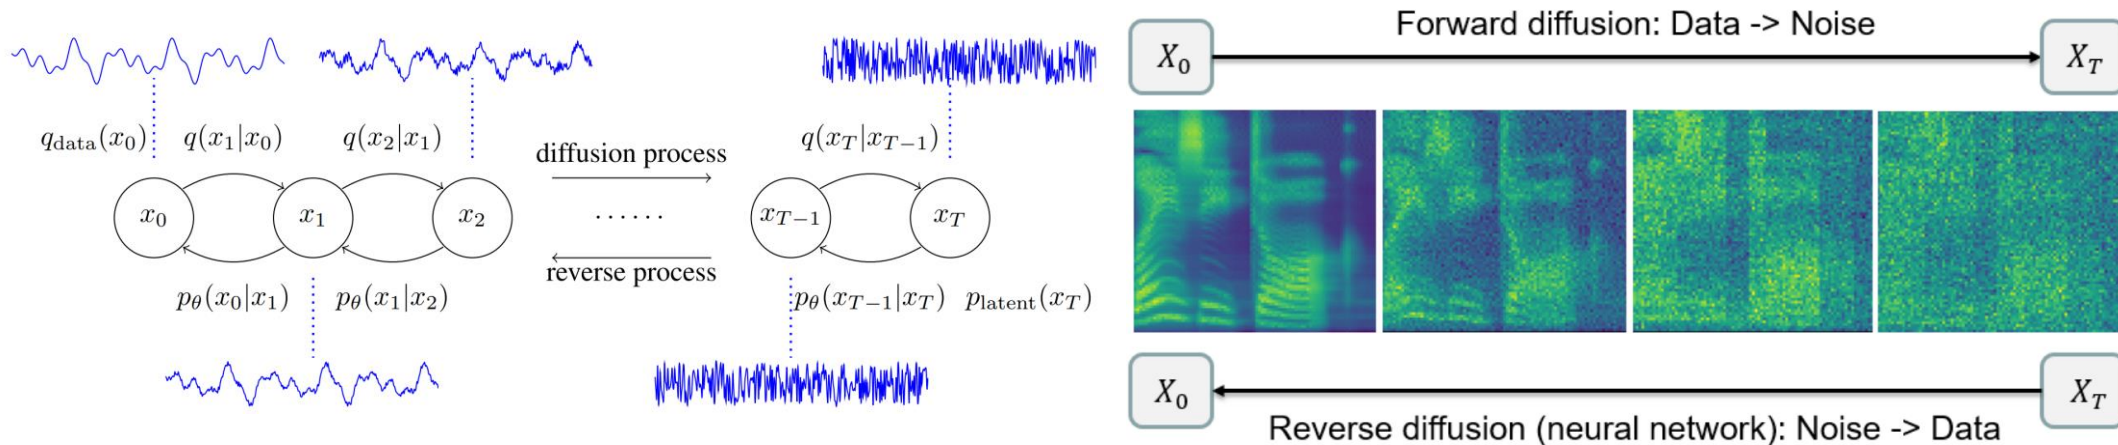 q_data(x_0) q(x_1|x_0) q(x_2|x_1) q(x_T|x_{T-1})
diffusion process
x_0 x_1 x_2 ...... x_{T-1} x_T
reverse process
p_θ(x_0|x_1) p_θ(x_1|x_2) p_θ(x_{T-1}|x_T) p_latent(x_T)
Forward diffusion: Data -> Noise
X_0 X_T
X_0 X_T
Reverse diffusion (neural network): Noise -> Data